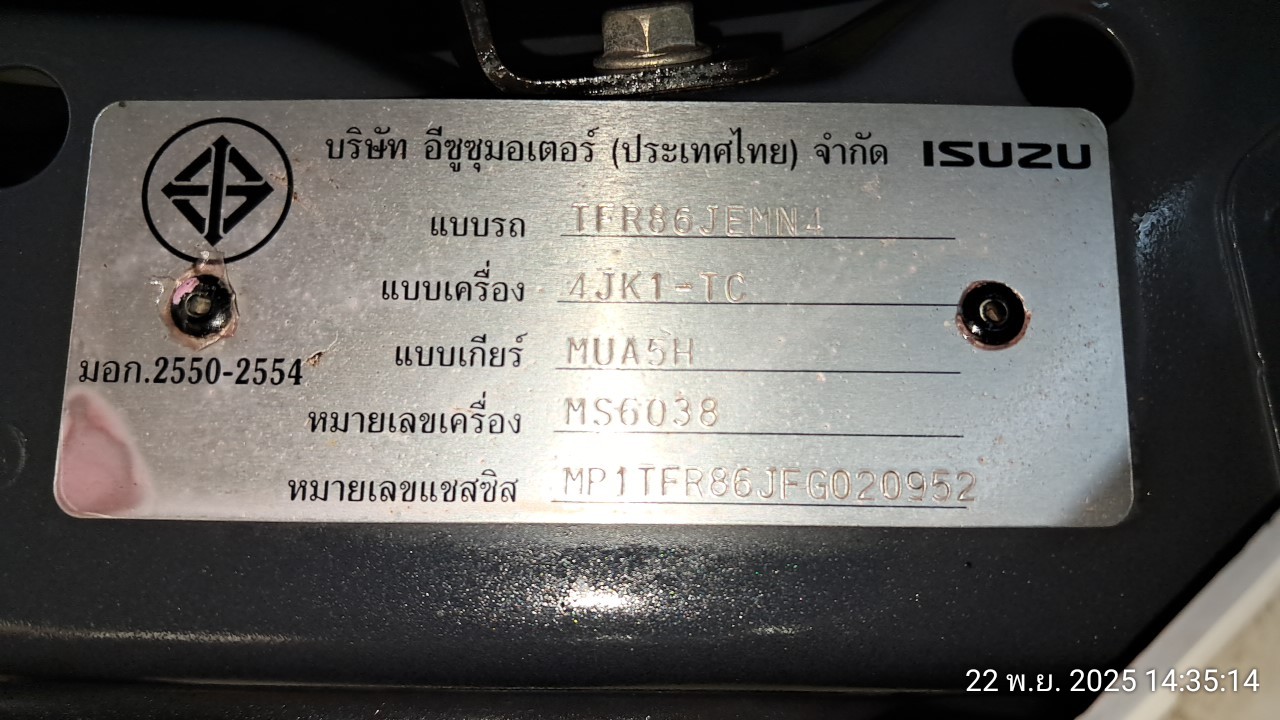 บริษัท อีซูซุมอเตอร์ (ประเทศไทย) จำกัด ISUZU
แบบรถ TFR86JEMN4
แบบเครื่อง 4JK1-TC
แบบเกียร์ MUA5H
มอก.2550-2554
หมายเลขเครื่อง MS6038
หมายเลขแชสซิส MP1TFR86JFG020952
22 พ.ย. 2025 14:35:14